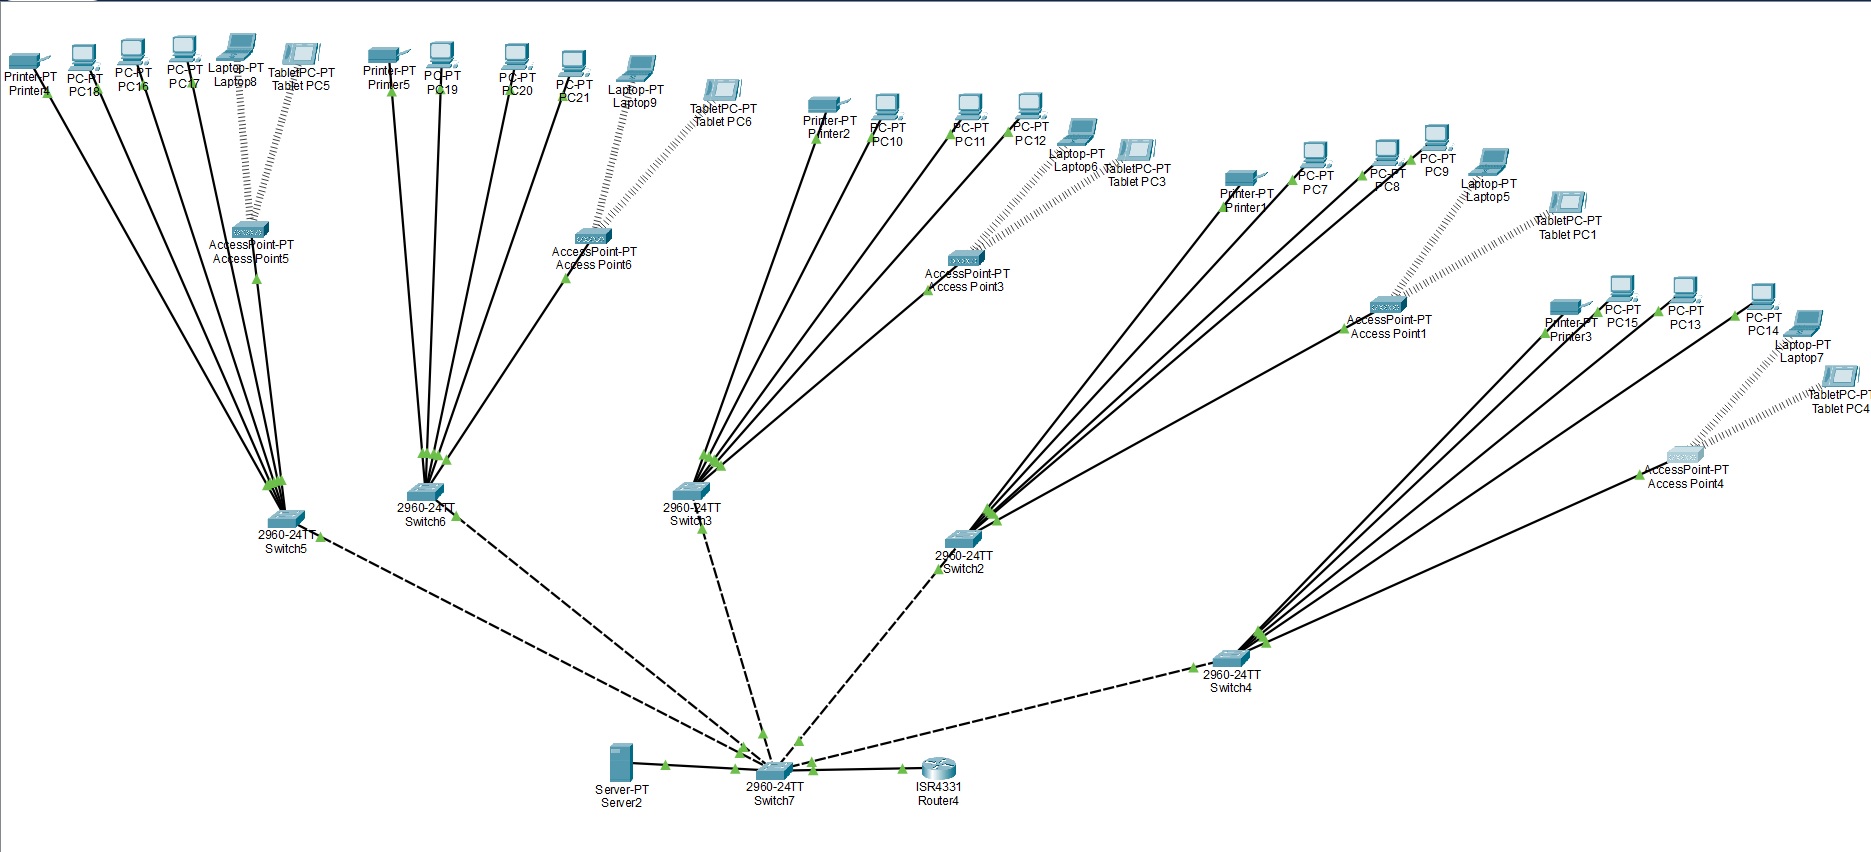 Printer-PT
Printer4
PC-PT
PC18
PC-PT
PC16
PC-PT
PC17
Laptop-PT
Laptop8
TabletPC-PT
Tablet PC5
Printer-PT
Printer5
PC-PT
PC19
PC-PT
PC20
PC-PT
PC21
Laptop-PT
Laptop9
TabletPC-PT
Tablet PC6
Printer-PT
Printer2
PC-PT
PC10
PC-PT
PC11
PC-PT
PC12
Laptop-PT
Laptop6
TabletPC-PT
Tablet PC3
Printer-PT
Printer1
PC-PT
PC7
PC-PT
PC8
PC-PT
PC9
Laptop-PT
Laptop5
TabletPC-PT
Tablet PC1
AccessPoint-PT
Access Point5
AccessPoint-PT
Access Point6
AccessPoint-PT
Access Point3
AccessPoint-PT
Access Point1
Printer-PT
Printer3
PC-PT
PC15
PC-PT
PC13
PC-PT
PC14
Laptop-PT
Laptop7
TabletPC-PT
Tablet PC4
AccessPoint-PT
Access Point4
2960-24TT
Switch5
2960-24TT
Switch6
2960-24TT
Switch3
2960-24TT
Switch2
2960-24TT
Switch4
Server-PT
Server2
2960-24TT
Switch7
ISR4331
Router4